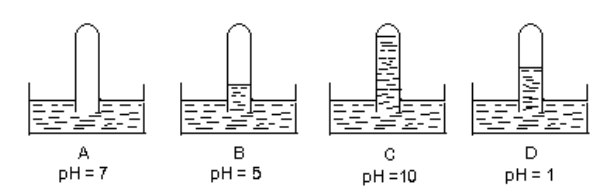 A B C D
pH = 7 pH = 5 pH =10 pH = 1